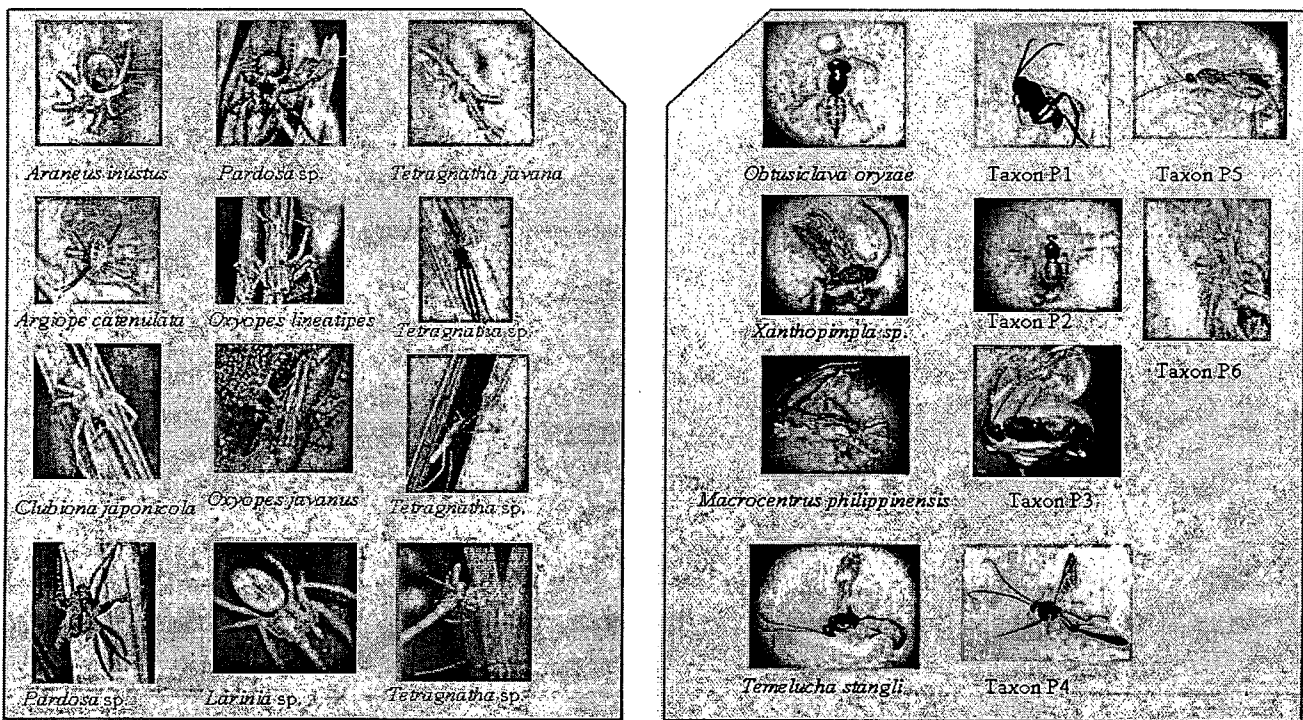 Araneus inustus Pardosa sp. Tetragnatha javana
Argiope catenulata Oxyopes lineatipes Tetragnatha sp.
Clubiona japonicola Oxyopes javanus Tetragnatha sp.
Pardosa sp. Larinia sp. Tetragnatha sp.
Obtusiclava oryzae Taxon P1 Taxon P5
Xanthopimpla sp. Taxon P2 Taxon P6
Macrocentrus philippinensis Taxon P3
Temelucha stangli Taxon P4